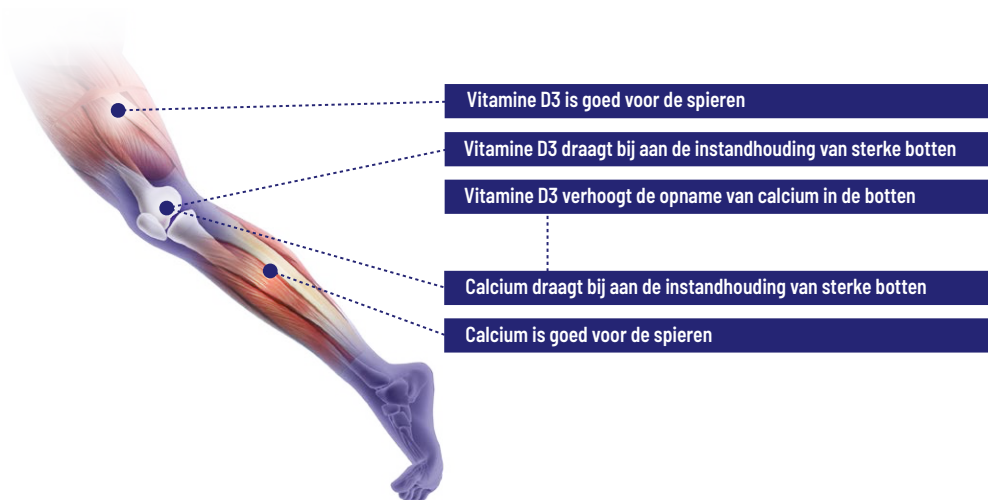 Vitamine D3 is goed voor de spieren
Vitamine D3 draagt bij aan de instandhouding van sterke botten
Vitamine D3 verhoogt de opname van calcium in de botten
Calcium draagt bij aan de instandhouding van sterke botten
Calcium is goed voor de spieren